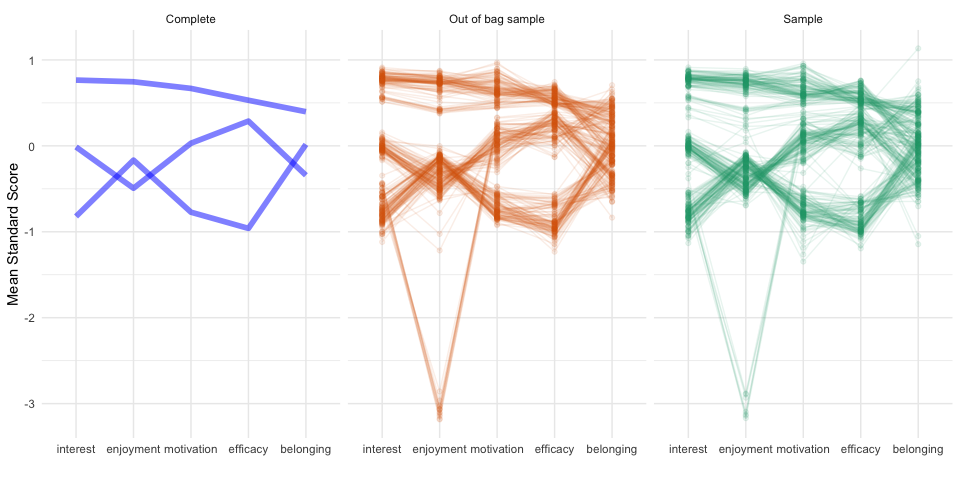 Complete
Out of bag sample
Sample
Mean Standard Score
1
0
-1
-2
-3
interest enjoyment motivation efficacy belonging
interest enjoyment motivation efficacy belonging
interest enjoyment motivation efficacy belonging